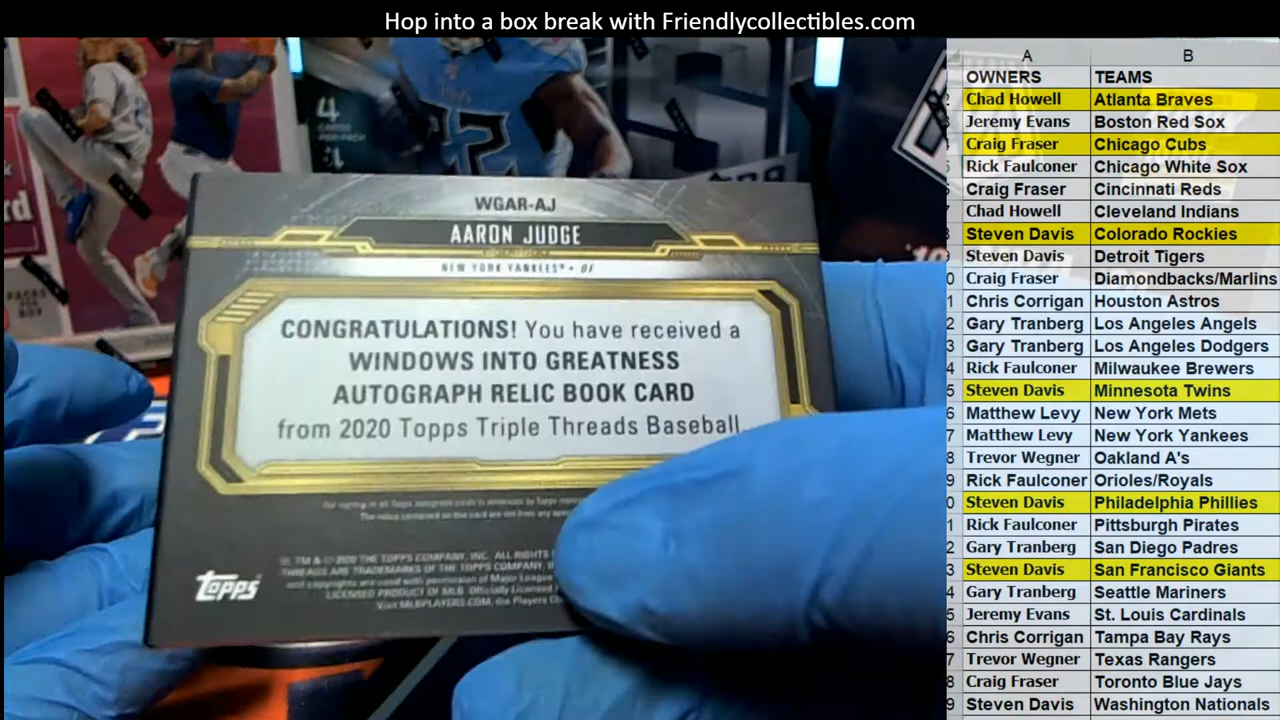 Hop into a box break with Friendlycollectibles.com
4
WGAR-AJ
AARON JUDGE
NEW YORK YANKEES • OF
CONGRATULATIONS! You have received a
WINDOWS INTO GREATNESS
AUTOGRAPH RELIC BOOK CARD
from 2020 Topps Triple Threads Baseball
topps
A B
OWNERS TEAMS
Chad Howell Atlanta Braves
Jeremy Evans Boston Red Sox
Craig Fraser Chicago Cubs
Rick Faulconer Chicago White Sox
Craig Fraser Cincinnati Reds
Chad Howell Cleveland Indians
Steven Davis Colorado Rockies
Steven Davis Detroit Tigers
Craig Fraser Diamondbacks/Marlins
Chris Corrigan Houston Astros
Gary Tranberg Los Angeles Angels
Gary Tranberg Los Angeles Dodgers
Rick Faulconer Milwaukee Brewers
Steven Davis Minnesota Twins
Matthew Levy New York Mets
Matthew Levy New York Yankees
Trevor Wegner Oakland A's
Rick Faulconer Orioles/Royals
Steven Davis Philadelphia Phillies
Rick Faulconer Pittsburgh Pirates
Gary Tranberg San Diego Padres
Steven Davis San Francisco Giants
Gary Tranberg Seattle Mariners
Jeremy Evans St. Louis Cardinals
Chris Corrigan Tampa Bay Rays
Trevor Wegner Texas Rangers
Craig Fraser Toronto Blue Jays
Steven Davis Washington Nationals